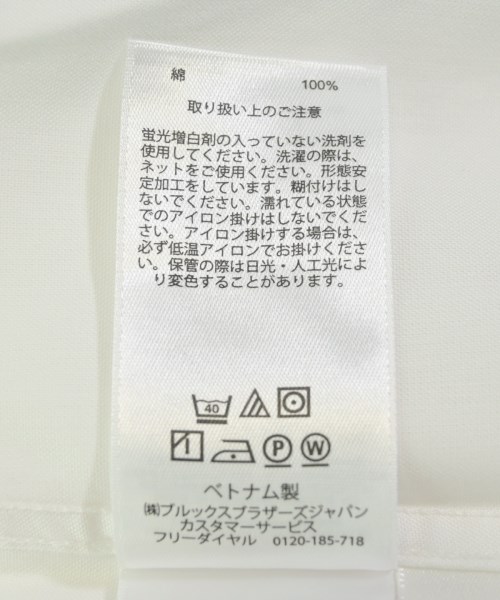 綿 100%
取り扱い上のご注意
蛍光増白剤の入っていない洗剤を
使用してください。洗濯の際は、
ネットをご使用ください。形態安
定加工をしています。糊付けはし
ないでください。濡れている状態
でのアイロン掛けはしないでくだ
さい。アイロン掛けする場合は、
必ず低温アイロンでお掛けくださ
い。保管の際は日光・人工光によ
り変色することがあります。
40
P W
ベトナム製
㈱ブルックスブラザーズジャパン
カスタマーサービス
フリーダイヤル 0120-185-718